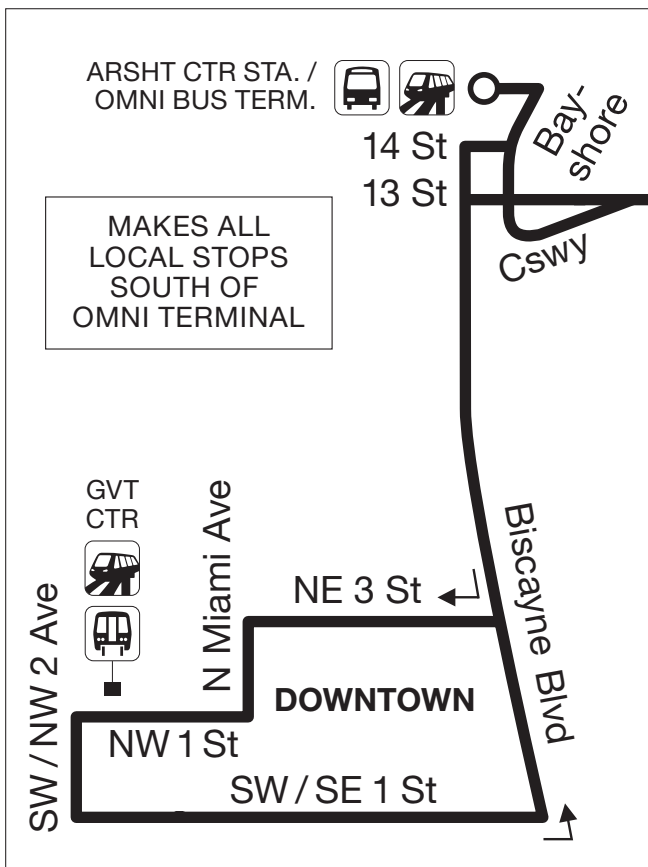 ARSHT CTR STA. /
OMNI BUS TERM.
Bay-
shore
14 St
13 St
Cswy
MAKES ALL
LOCAL STOPS
SOUTH OF
OMNI TERMINAL
GVT
CTR
N Miami Ave
NE 3 St
Biscayne Blvd
SW / NW 2 Ave
DOWNTOWN
NW 1 St
SW / SE 1 St